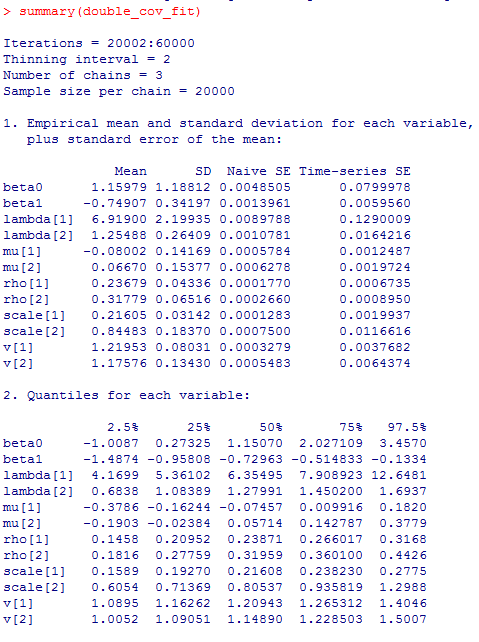 > summary(double_cov_fit)
Iterations = 20002:60000
Thinning interval = 2
Number of chains = 3
Sample size per chain = 20000
1. Empirical mean and standard deviation for each variable,
plus standard error of the mean:
Mean SD Naive SE Time-series SE
beta0 1.15979 1.18812 0.0048505 0.0799978
beta1 -0.74907 0.34197 0.0013961 0.0059560
lambda[1] 6.91900 2.19935 0.0089788 0.1290009
lambda[2] 1.25488 0.26409 0.0010781 0.0164216
mu[1] -0.08002 0.14169 0.0005784 0.0012487
mu[2] 0.06670 0.15377 0.0006278 0.0019724
rho[1] 0.23679 0.04336 0.0001770 0.0006735
rho[2] 0.31779 0.06516 0.0002660 0.0008950
scale[1] 0.21605 0.03142 0.0001283 0.0019937
scale[2] 0.84483 0.18370 0.0007500 0.0116616
v[1] 1.21953 0.08031 0.0003279 0.0037682
v[2] 1.17576 0.13430 0.0005483 0.0064374
2. Quantiles for each variable:
2.5% 25% 50% 75% 97.5%
beta0 -1.0087 0.27325 1.15070 2.027109 3.4570
beta1 -1.4874 -0.95808 -0.72963 -0.514833 -0.1334
lambda[1] 4.1699 5.36102 6.35495 7.908923 12.6481
lambda[2] 0.6838 1.08389 1.27991 1.450200 1.6937
mu[1] -0.3786 -0.16244 -0.07457 0.009916 0.1820
mu[2] -0.1903 -0.02384 0.05714 0.142787 0.3779
rho[1] 0.1458 0.20952 0.23871 0.266017 0.3168
rho[2] 0.1816 0.27759 0.31959 0.360100 0.4426
scale[1] 0.1589 0.19270 0.21608 0.238230 0.2775
scale[2] 0.6054 0.71369 0.80537 0.935819 1.2988
v[1] 1.0895 1.16262 1.20943 1.265312 1.4046
v[2] 1.0052 1.09051 1.14890 1.228503 1.5007